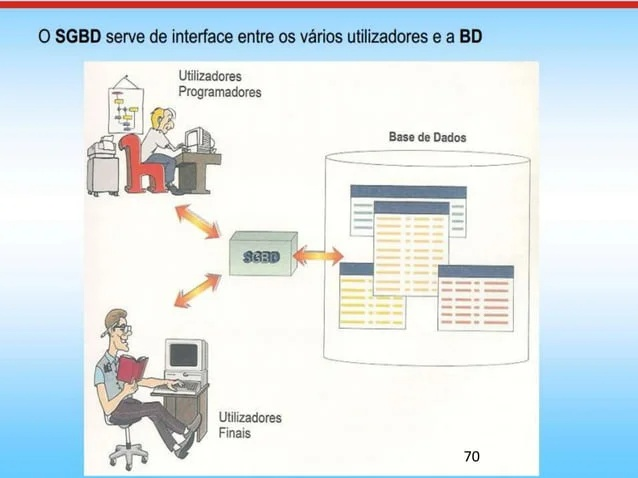 O SGBD serve de interface entre os vários utilizadores e a BD
Utilizadores
Programadores
Base de Dados
SGBD
Utilizadores
Finais
70